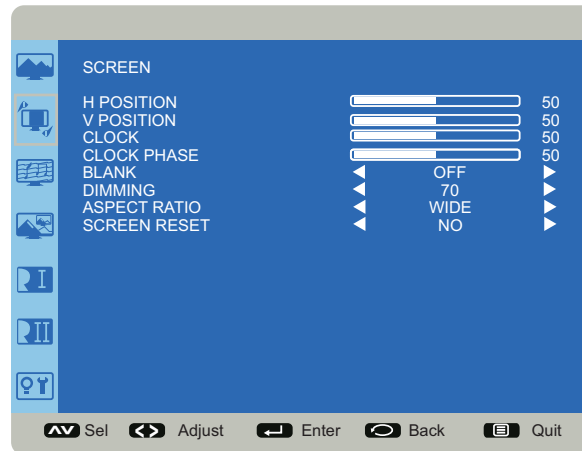 SCREEN
H POSITION 50
V POSITION 50
CLOCK 50
CLOCK PHASE 50
BLANK OFF
DIMMING 70
ASPECT RATIO WIDE
SCREEN RESET NO
I
II
Sel Adjust Enter Back Quit